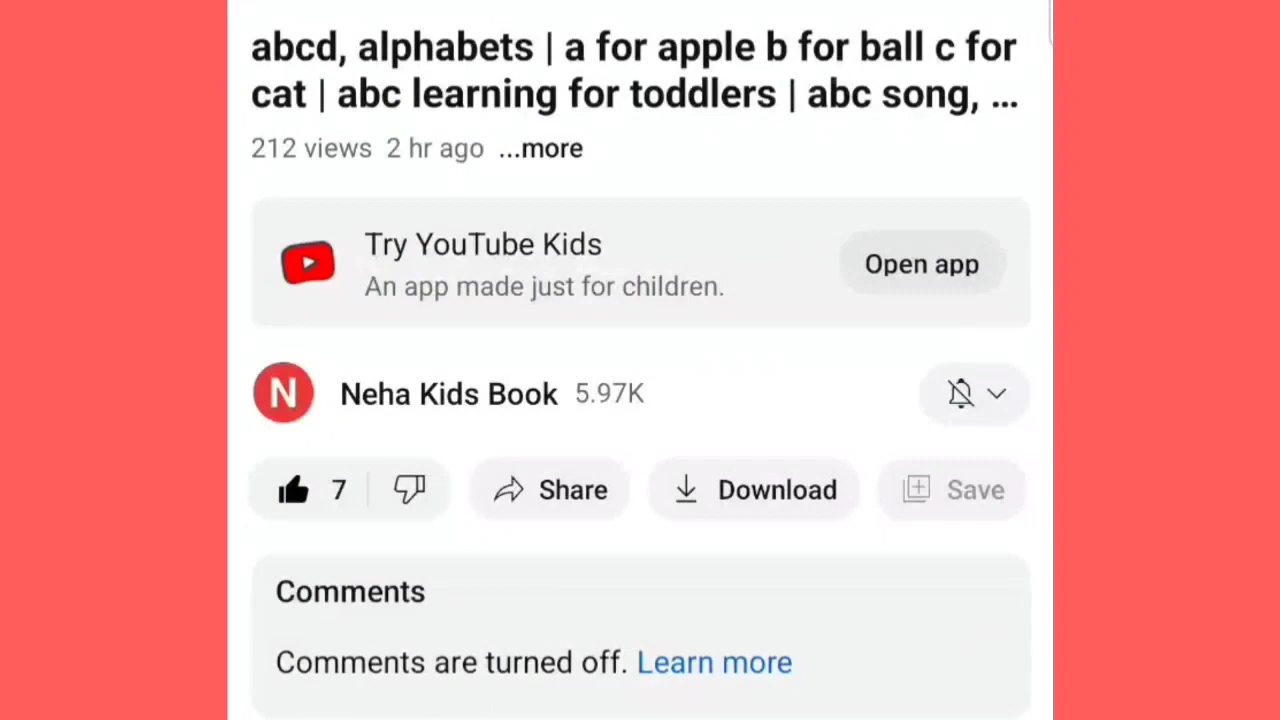 abcd, alphabets | a for apple b for ball c for
cat | abc learning for toddlers | abc song, ...
212 views 2 hr ago ...more
Try YouTube Kids
An app made just for children.
Open app
N Neha Kids Book 5.97K
7 Share Download Save
Comments
Comments are turned off. Learn more